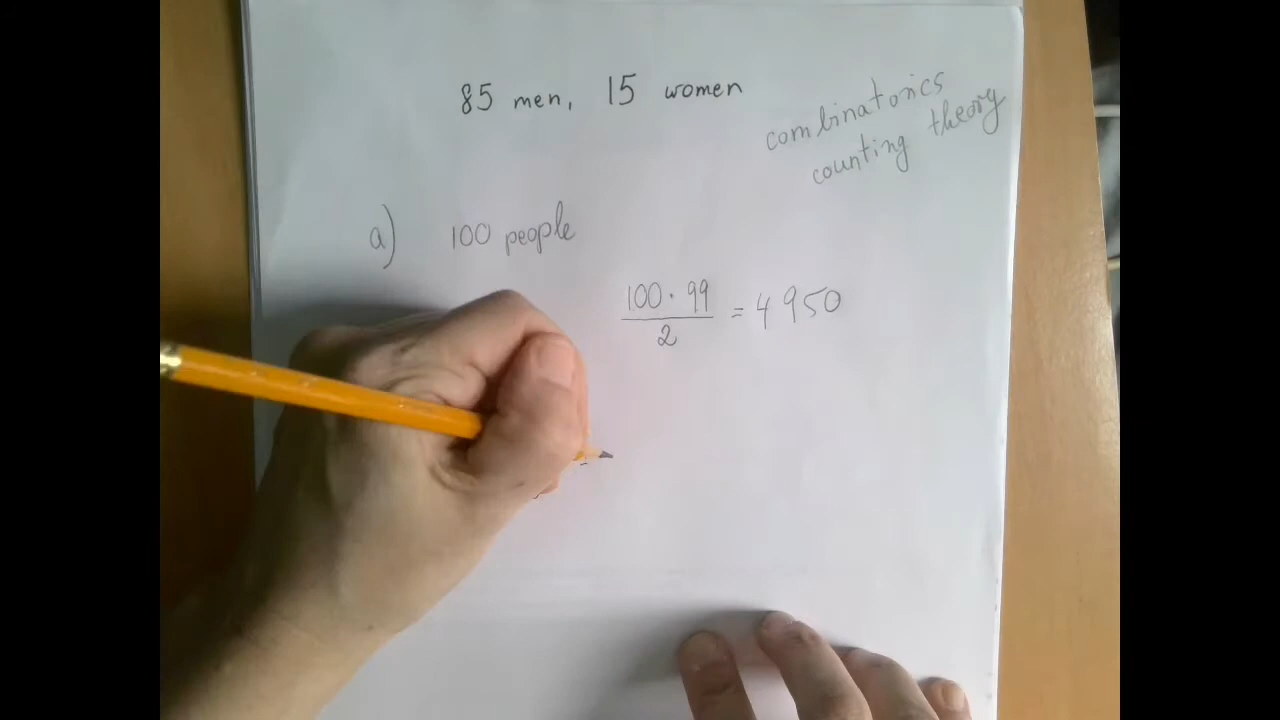 85 men, 15 women
combinatorics
counting theory
a) 100 people
100 · 99
2
= 4950